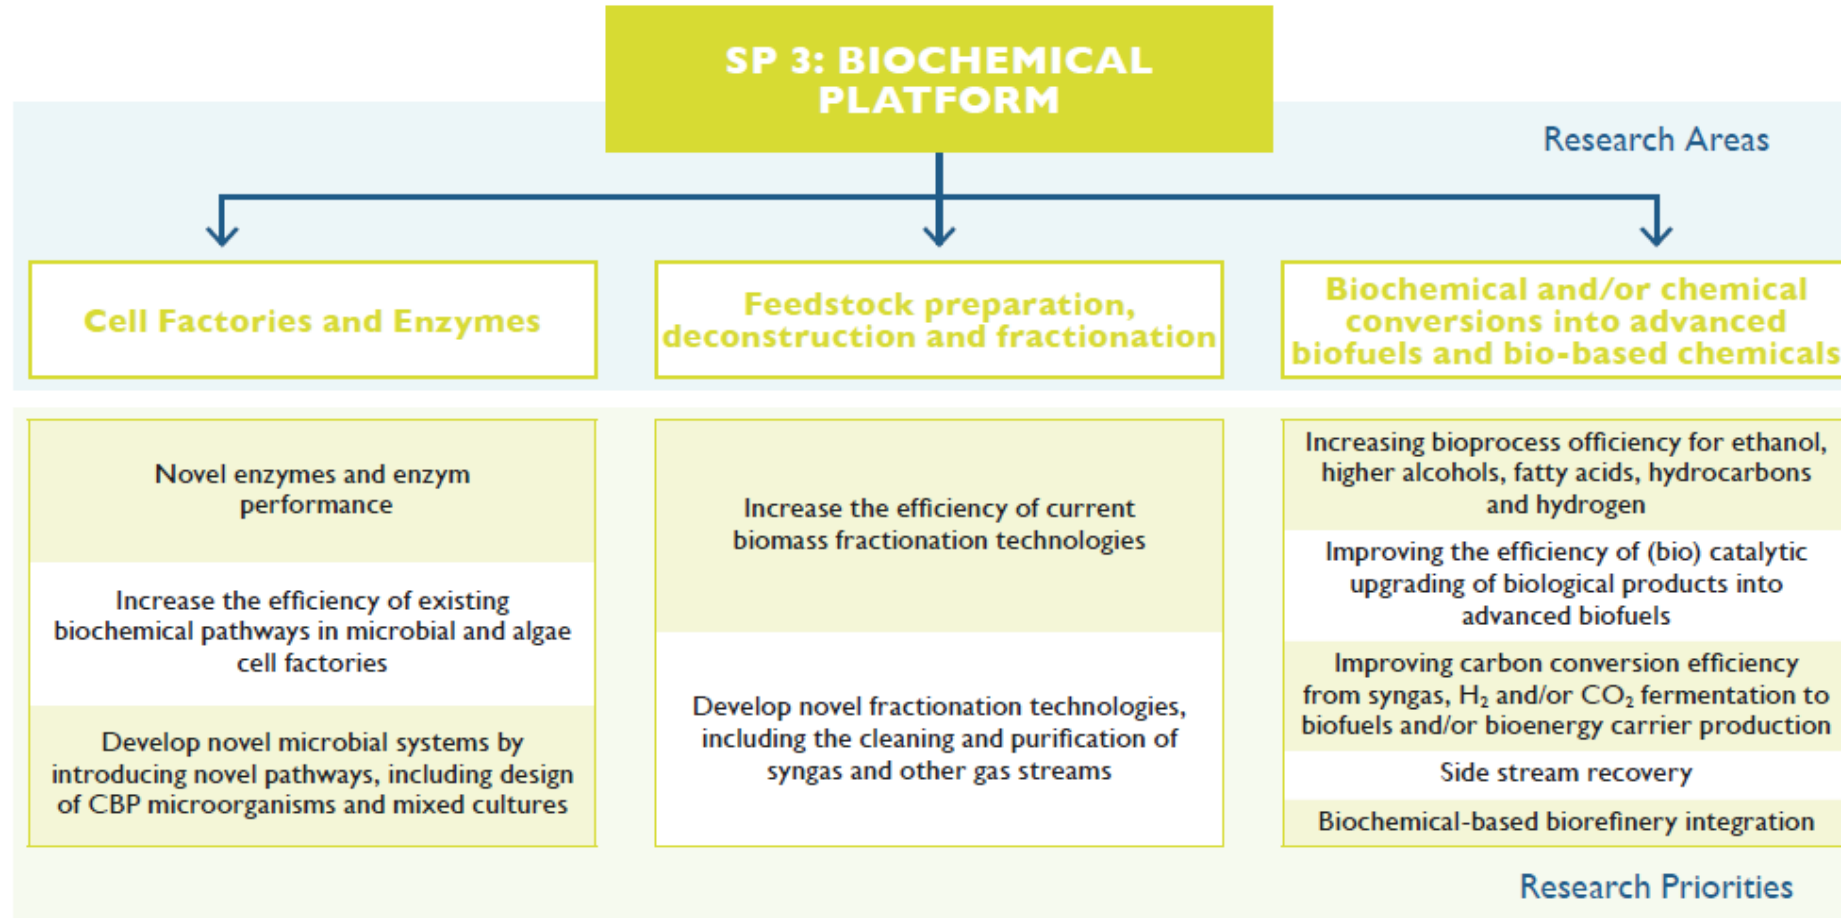 SP 3: BIOCHEMICAL
PLATFORM
Research Areas
Cell Factories and Enzymes
Feedstock preparation,
deconstruction and fractionation
Biochemical and/or chemical
conversions into advanced
biofuels and bio-based chemicals
Novel enzymes and enzym
performance
Increase the efficiency of existing
biochemical pathways in microbial and algae
cell factories
Develop novel microbial systems by
introducing novel pathways, including design
of CBP microorganisms and mixed cultures
Increase the efficiency of current
biomass fractionation technologies
Develop novel fractionation technologies,
including the cleaning and purification of
syngas and other gas streams
Increasing bioprocess officiency for ethanol,
higher alcohols, fatty acids, hydrocarbons
and hydrogen
Improving the efficiency of (bio) catalytic
upgrading of biological products into
advanced biofuels
Improving carbon conversion efficiency
from syngas, H₂ and/or CO₂ fermentation to
biofuels and/or bioenergy carrier production
Side stream recovery
Biochemical-based biorefinery integration
Research Priorities